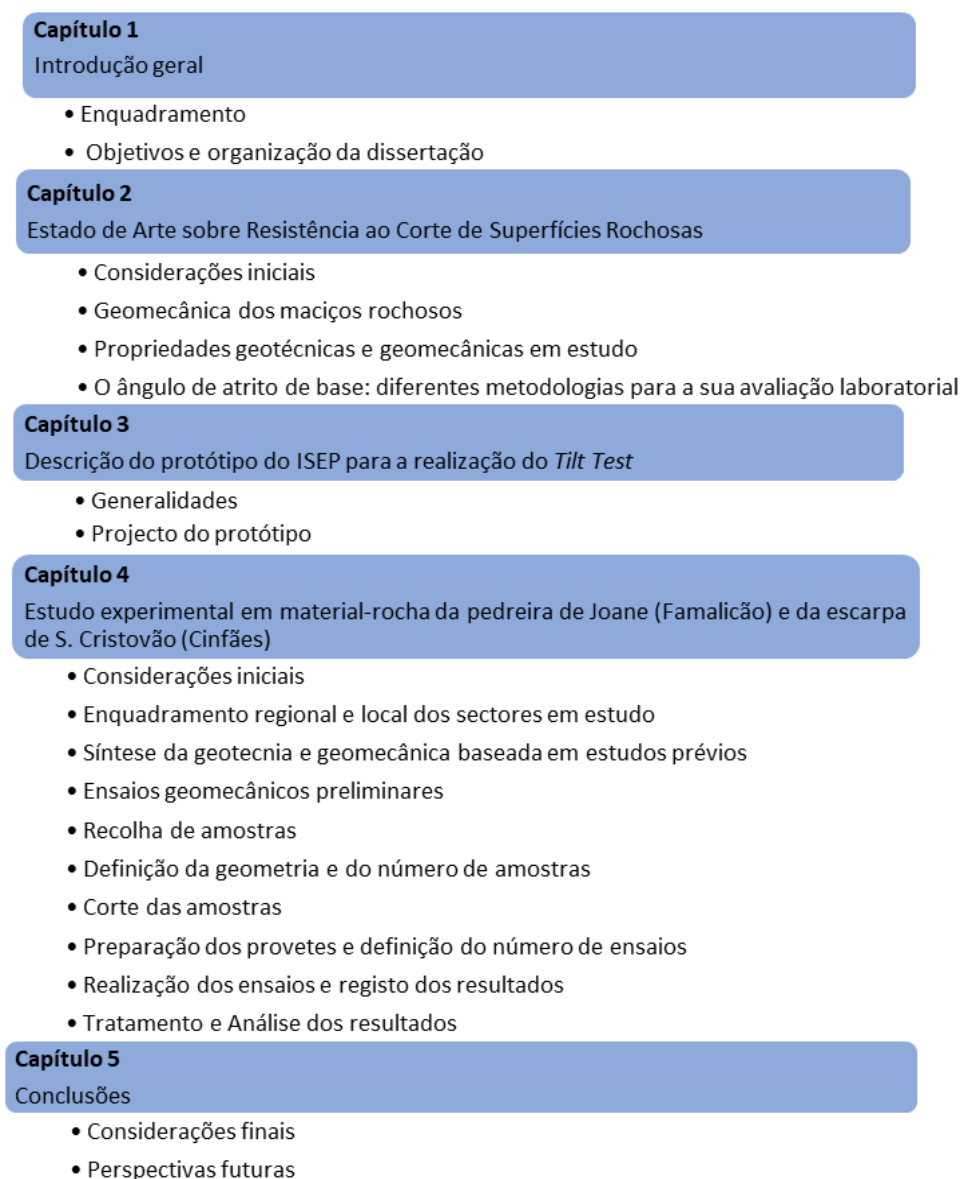 Capítulo 1
Introdução geral
• Enquadramento
• Objetivos e organização da dissertação
Capítulo 2
Estado de Arte sobre Resistência ao Corte de Superfícies Rochosas
• Considerações iniciais
• Geomecânica dos maciços rochosos
• Propriedades geotécnicas e geomecânicas em estudo
• O ângulo de atrito de base: diferentes metodologias para a sua avaliação laboratorial
Capítulo 3
Descrição do protótipo do ISEP para a realização do Tilt Test
• Generalidades
• Projecto do protótipo
Capítulo 4
Estudo experimental em material-rocha da pedreira de Joane (Famalicão) e da escarpa
de S. Cristovão (Cinfães)
• Considerações iniciais
• Enquadramento regional e local dos sectores em estudo
• Síntese da geotecnia e geomecânica baseada em estudos prévios
• Ensaios geomecânicos preliminares
• Recolha de amostras
• Definição da geometria e do número de amostras
• Corte das amostras
• Preparação dos provetes e definição do número de ensaios
• Realização dos ensaios e registo dos resultados
• Tratamento e Análise dos resultados
Capítulo 5
Conclusões
• Considerações finais
• Perspectivas futuras